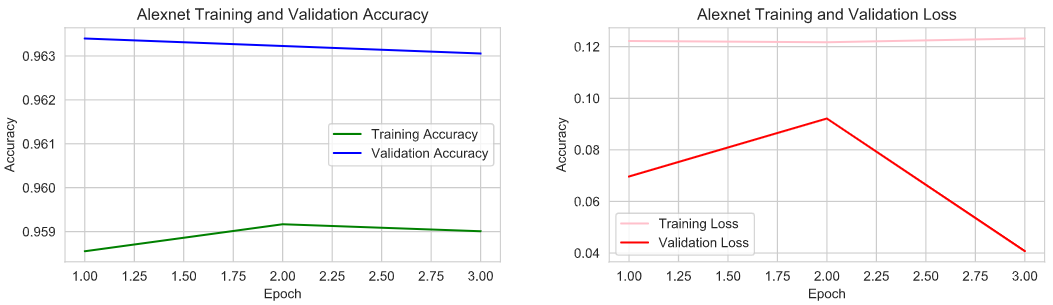 Alexnet Training and Validation Accuracy
Accuracy
0.963
0.962
0.961
0.960
0.959
Training Accuracy
Validation Accuracy
1.00 1.25 1.50 1.75 2.00 2.25 2.50 2.75 3.00
Epoch
Alexnet Training and Validation Loss
Accuracy
0.12
0.10
0.08
0.06
0.04
Training Loss
Validation Loss
1.00 1.25 1.50 1.75 2.00 2.25 2.50 2.75 3.00
Epoch